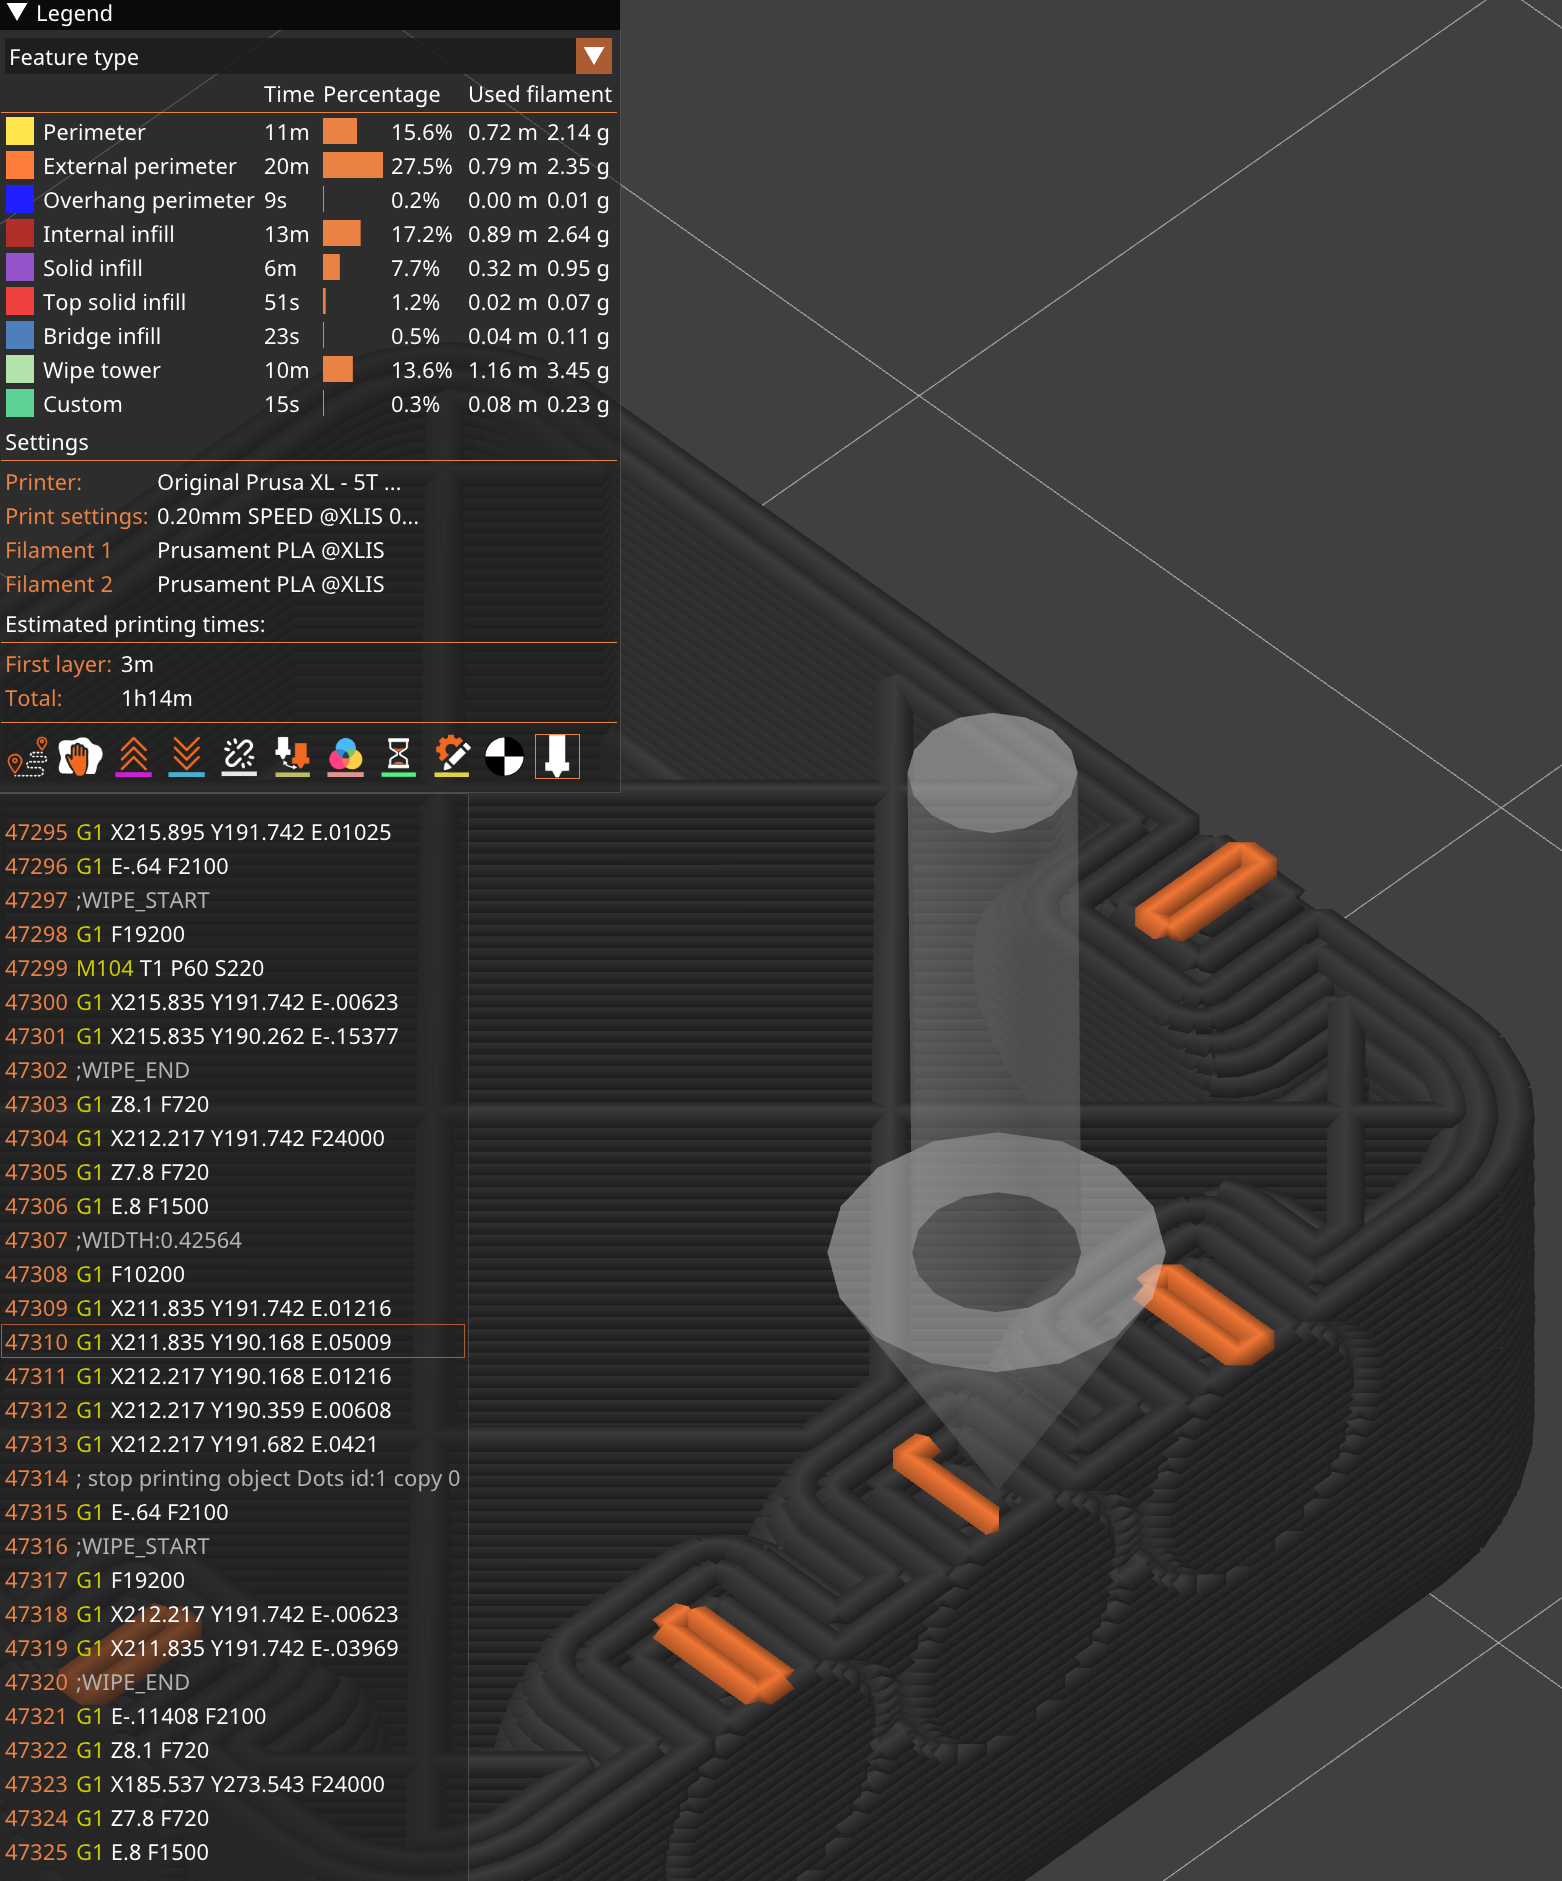 Legend
Feature type
Time Percentage Used filament
Perimeter 11m 15.6% 0.72 m 2.14 g
External perimeter 20m 27.5% 0.79 m 2.35 g
Overhang perimeter 9s 0.2% 0.00 m 0.01 g
Internal infill 13m 17.2% 0.89 m 2.64 g
Solid infill 6m 7.7% 0.32 m 0.95 g
Top solid infill 51s 1.2% 0.02 m 0.07 g
Bridge infill 23s 0.5% 0.04 m 0.11 g
Wipe tower 10m 13.6% 1.16 m 3.45 g
Custom 15s 0.3% 0.08 m 0.23 g
Settings
Printer: Original Prusa XL - 5T ...
Print settings: 0.20mm SPEED @XLIS 0...
Filament 1 Prusament PLA @XLIS
Filament 2 Prusament PLA @XLIS
Estimated printing times:
First layer: 3m
Total: 1h14m
47295 G1 X215.895 Y191.742 E.01025
47296 G1 E-.64 F2100
47297 ;WIPE_START
47298 G1 F19200
47299 M104 T1 P60 S220
47300 G1 X215.835 Y191.742 E-.00623
47301 G1 X215.835 Y190.262 E-.15377
47302 ;WIPE_END
47303 G1 Z8.1 F720
47304 G1 X212.217 Y191.742 F24000
47305 G1 Z7.8 F720
47306 G1 E.8 F1500
47307 ;WIDTH:0.42564
47308 G1 F10200
47309 G1 X211.835 Y191.742 E.01216
47310 G1 X211.835 Y190.168 E.05009
47311 G1 X212.217 Y190.168 E.01216
47312 G1 X212.217 Y190.359 E.00608
47313 G1 X212.217 Y191.682 E.0421
47314 ; stop printing object Dots id:1 copy 0
47315 G1 E-.64 F2100
47316 ;WIPE_START
47317 G1 F19200
47318 G1 X212.217 Y191.742 E-.00623
47319 G1 X211.835 Y191.742 E-.03969
47320 ;WIPE_END
47321 G1 E-.11408 F2100
47322 G1 Z8.1 F720
47323 G1 X185.537 Y273.543 F24000
47324 G1 Z7.8 F720
47325 G1 E.8 F1500